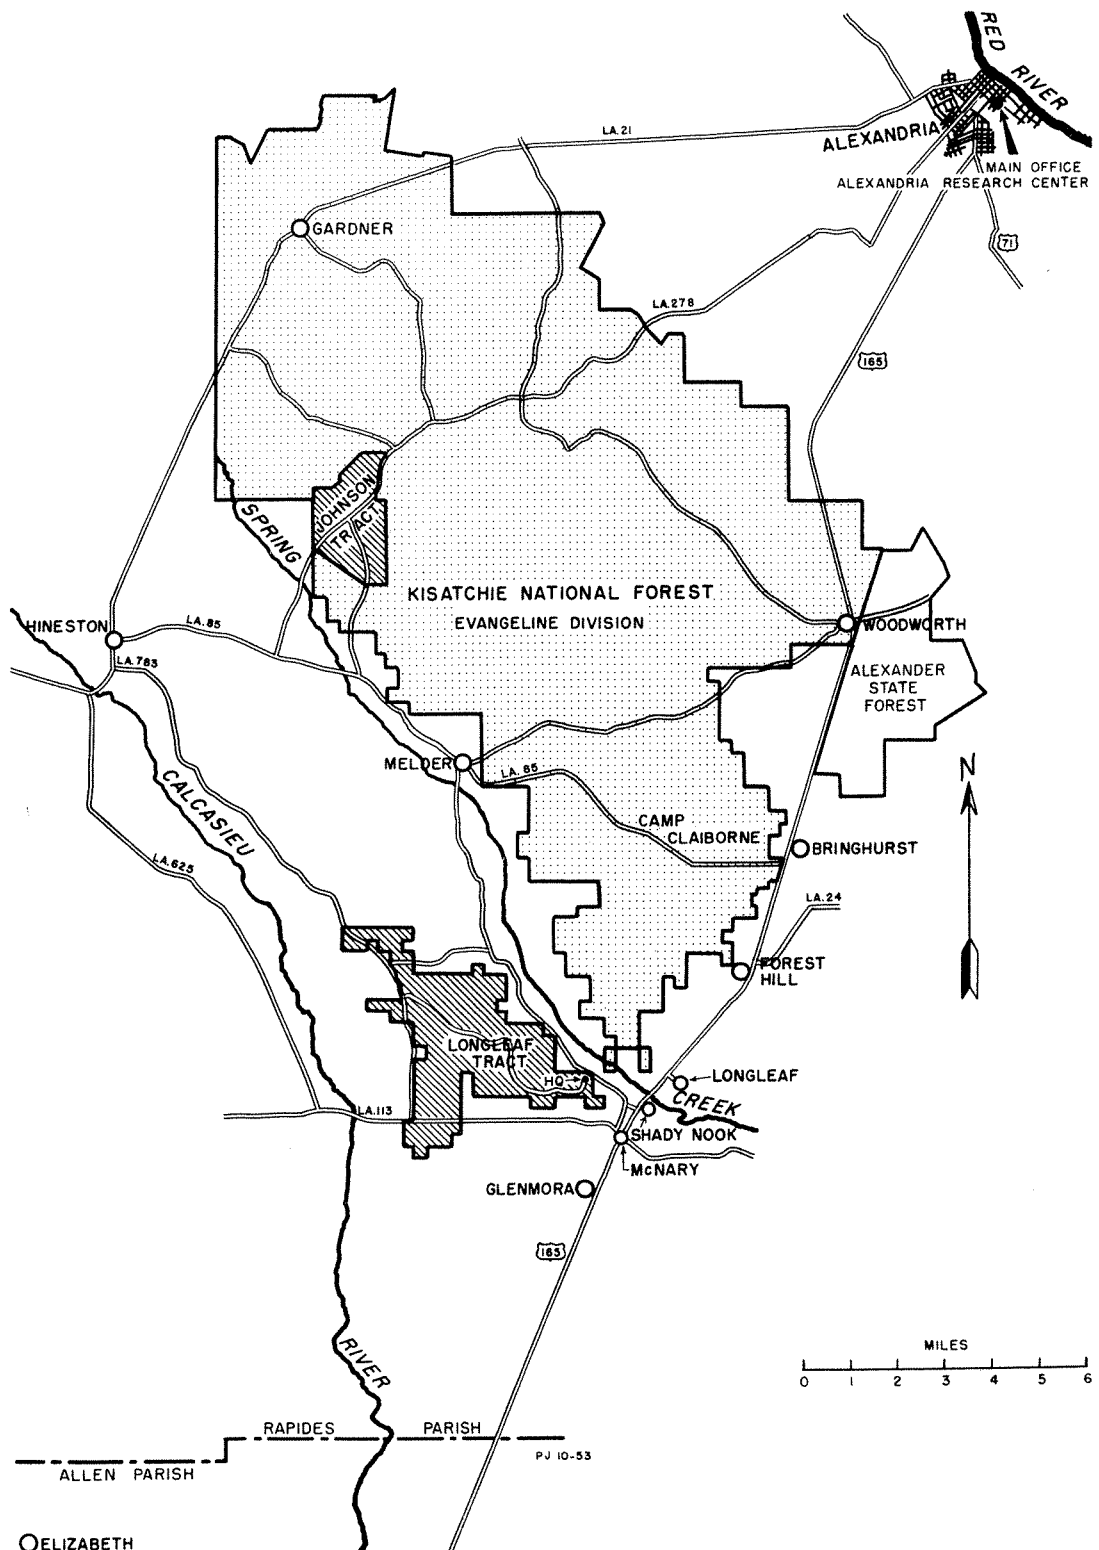 RED
RIVER
LA.21
ALEXANDRIA
MAIN OFFICE
ALEXANDRIA RESEARCH CENTER
GARDNER
71
LA.278
165
JOHNSON
TRACT
SPRING
KISATCHIE NATIONAL FOREST
EVANGELINE DIVISION
HINESTON
LA.85
WOODWORTH
LA.783
ALEXANDER
STATE
FOREST
N
MELDER
LA. 85
CALCASIEU
CAMP
CLAIBORNE
BRINGHURST
LA.625
LA.24
FOREST
HILL
LONGLEAF
TRACT
HQ
LONGLEAF
CREEK
LA.113
SHADY NOOK
McNARY
GLENMORA
165
RIVER
MILES
0 1 2 3 4 5 6
RAPIDES PARISH
PJ 10-53
ALLEN PARISH
ELIZABETH